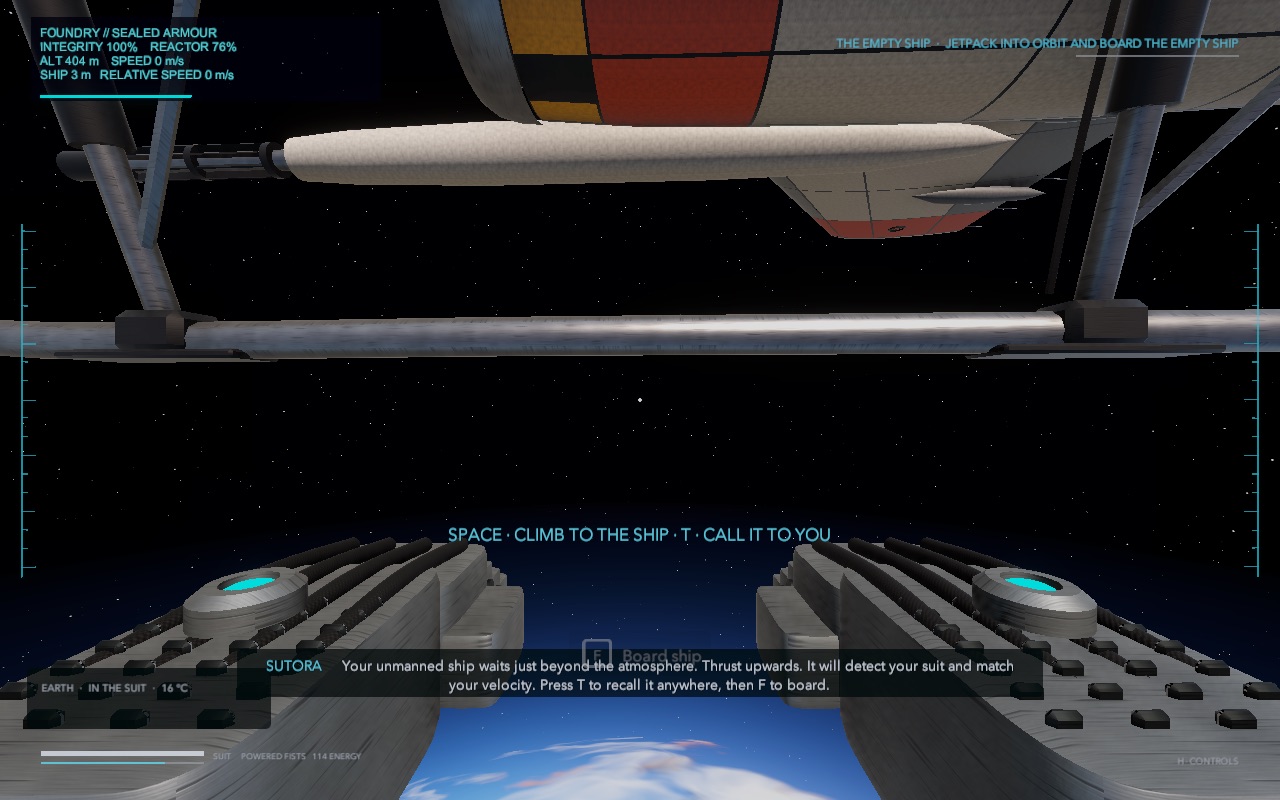 FOUNDRY // SEALED ARMOUR
INTEGRITY 100% REACTOR 76%
ALT 404 m SPEED 0 m/s
SHIP 3 m RELATIVE SPEED 0 m/s
THE EMPTY SHIP · JETPACK INTO ORBIT AND BOARD THE EMPTY SHIP
SPACE · CLIMB TO THE SHIP · T · CALL IT TO YOU
F Board ship
SUTORA Your unmanned ship waits just beyond the atmosphere. Thrust upwards. It will detect your suit and match
your velocity. Press T to recall it anywhere, then F to board.
EARTH · IN THE SUIT · 16 °C
SUIT POWERED FISTS · 114 ENERGY
H · CONTROLS